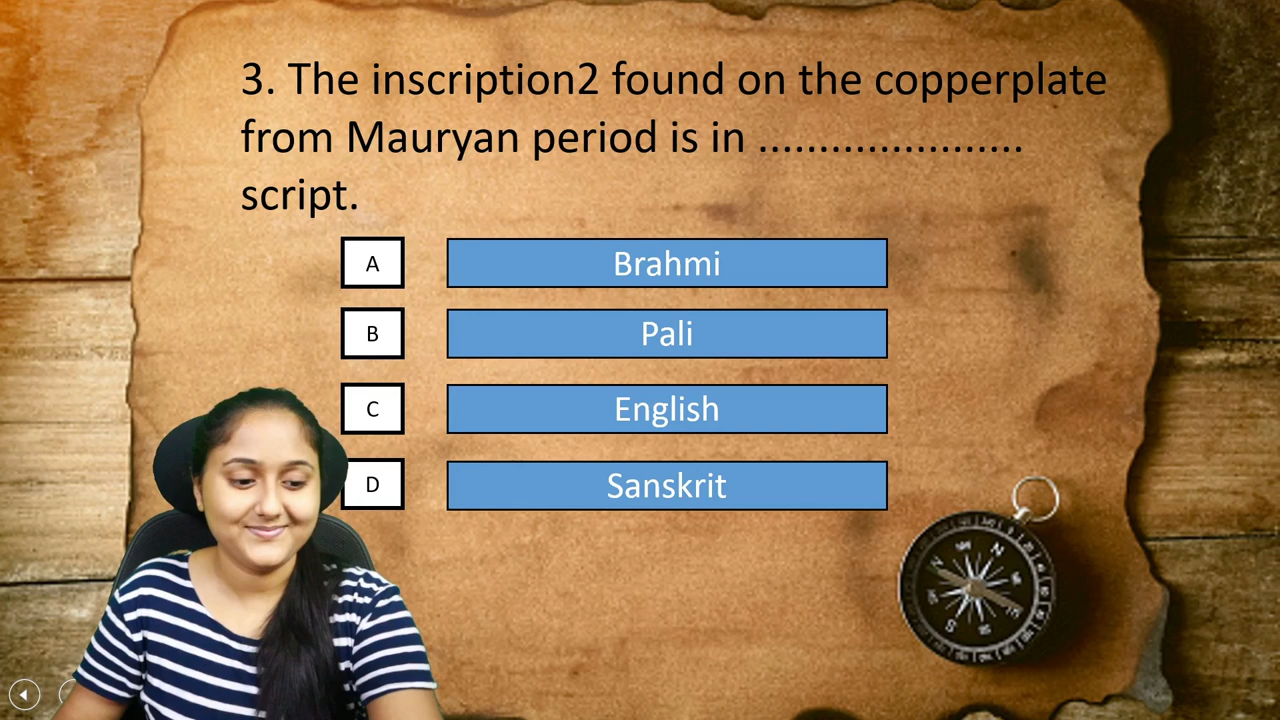 3. The inscription2 found on the copperplate
from Mauryan period is in ......................
script.
A Brahmi
B Pali
C English
D Sanskrit